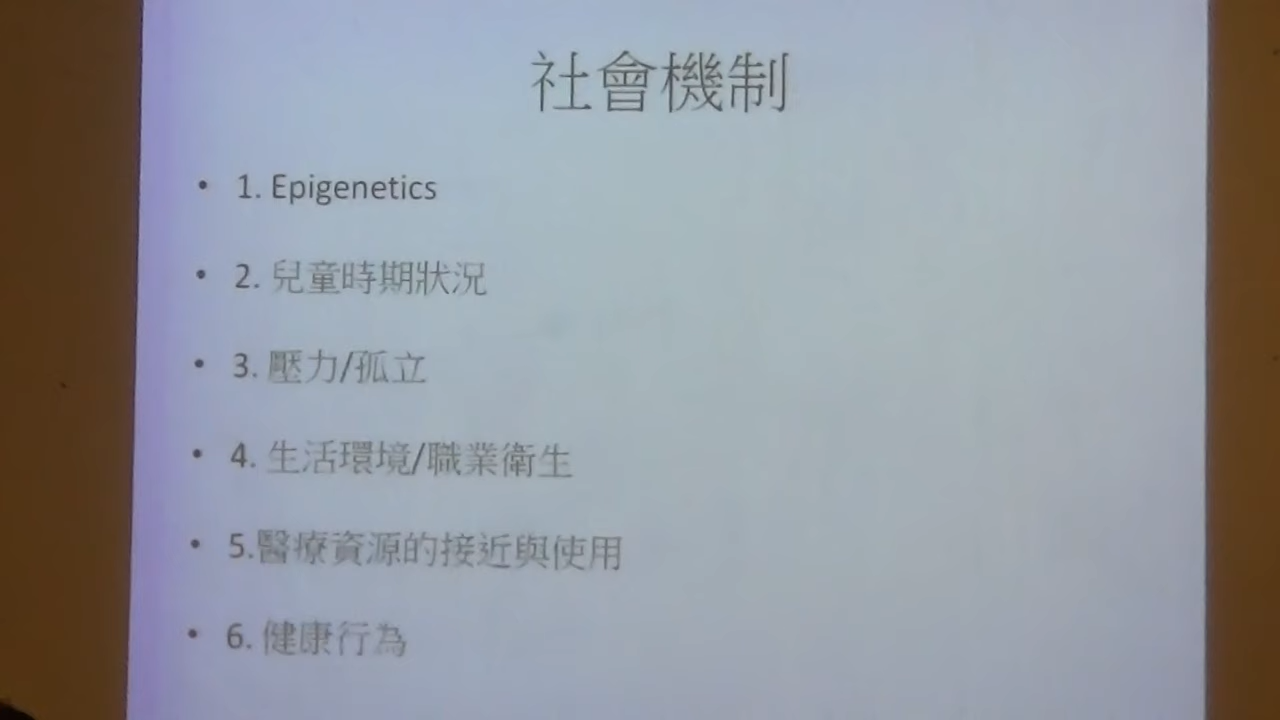 社會機制
• 1. Epigenetics
• 2. 兒童時期狀況
• 3. 壓力/孤立
• 4. 生活環境/職業衛生
• 5.醫療資源的接近與使用
• 6. 健康行為